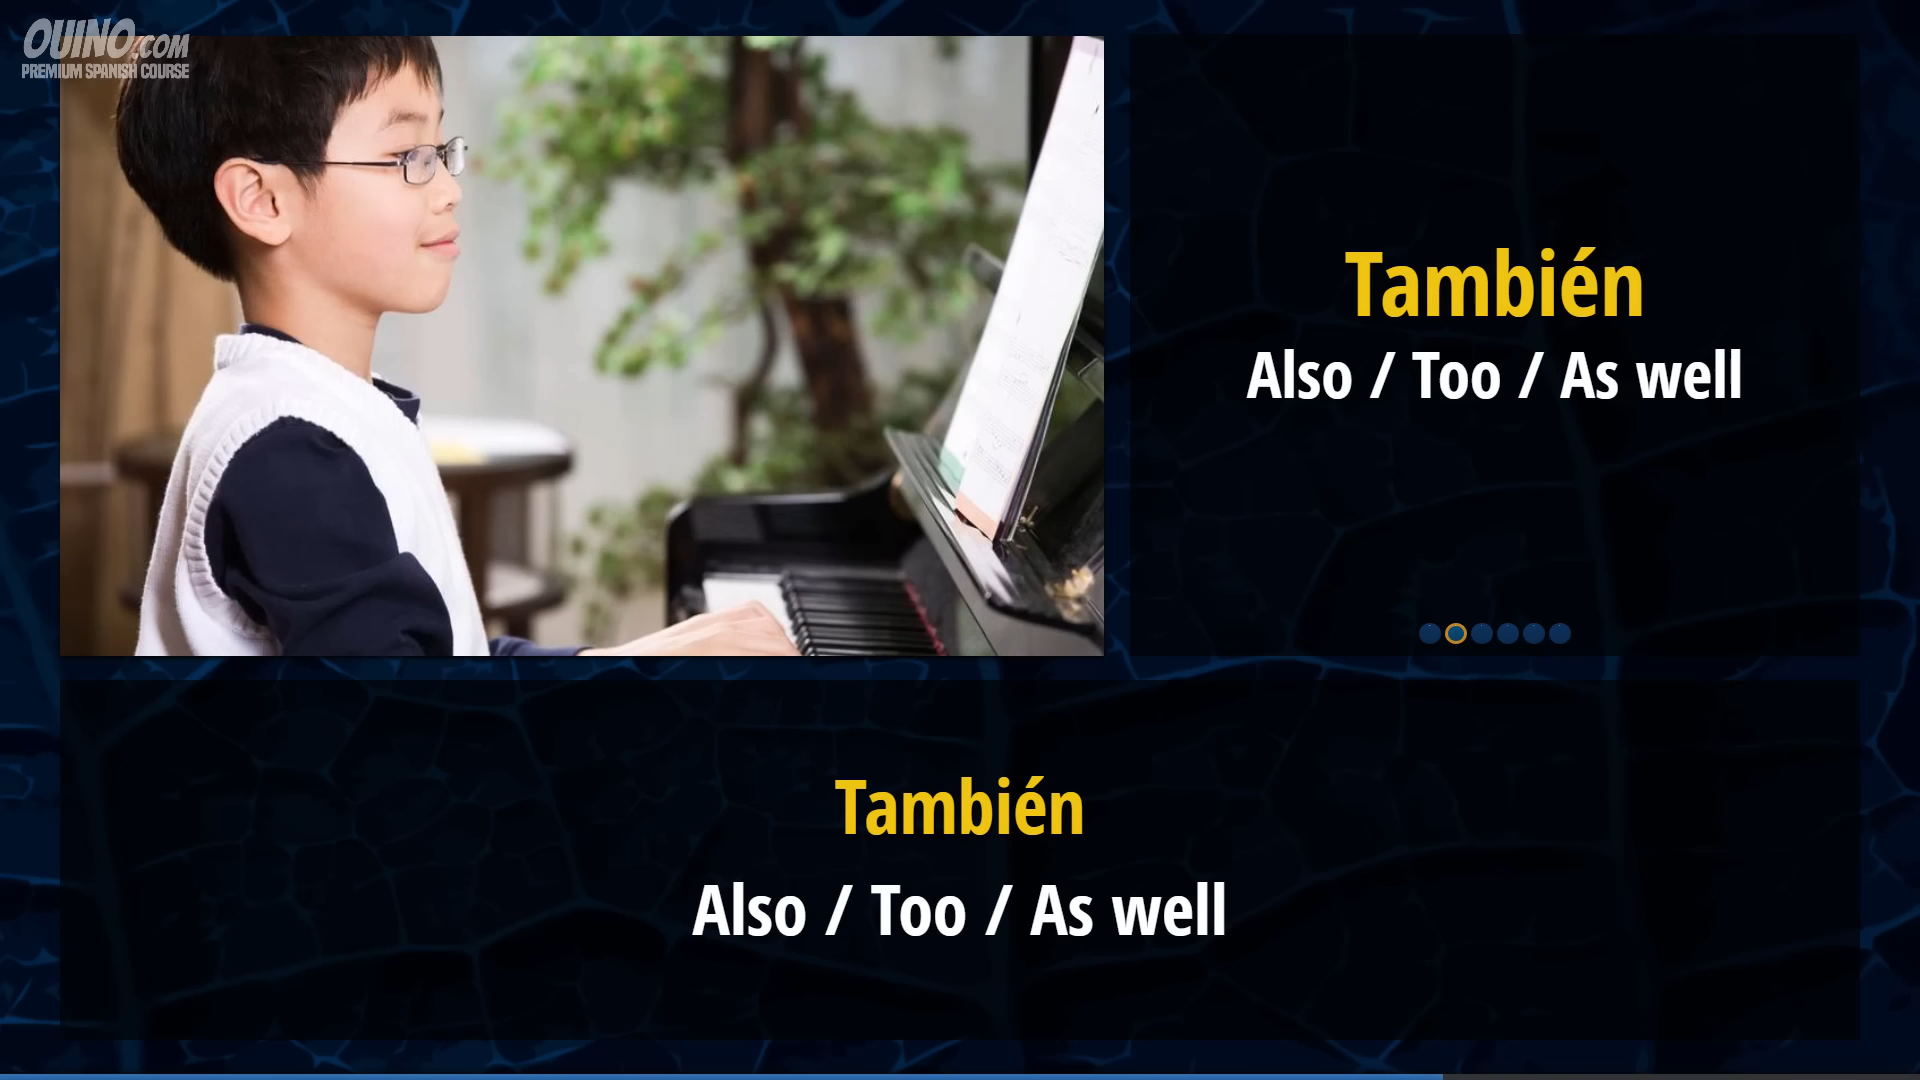 OUINO.COM
PREMIUM SPANISH COURSE
También
Also / Too / As well
También
Also / Too / As well